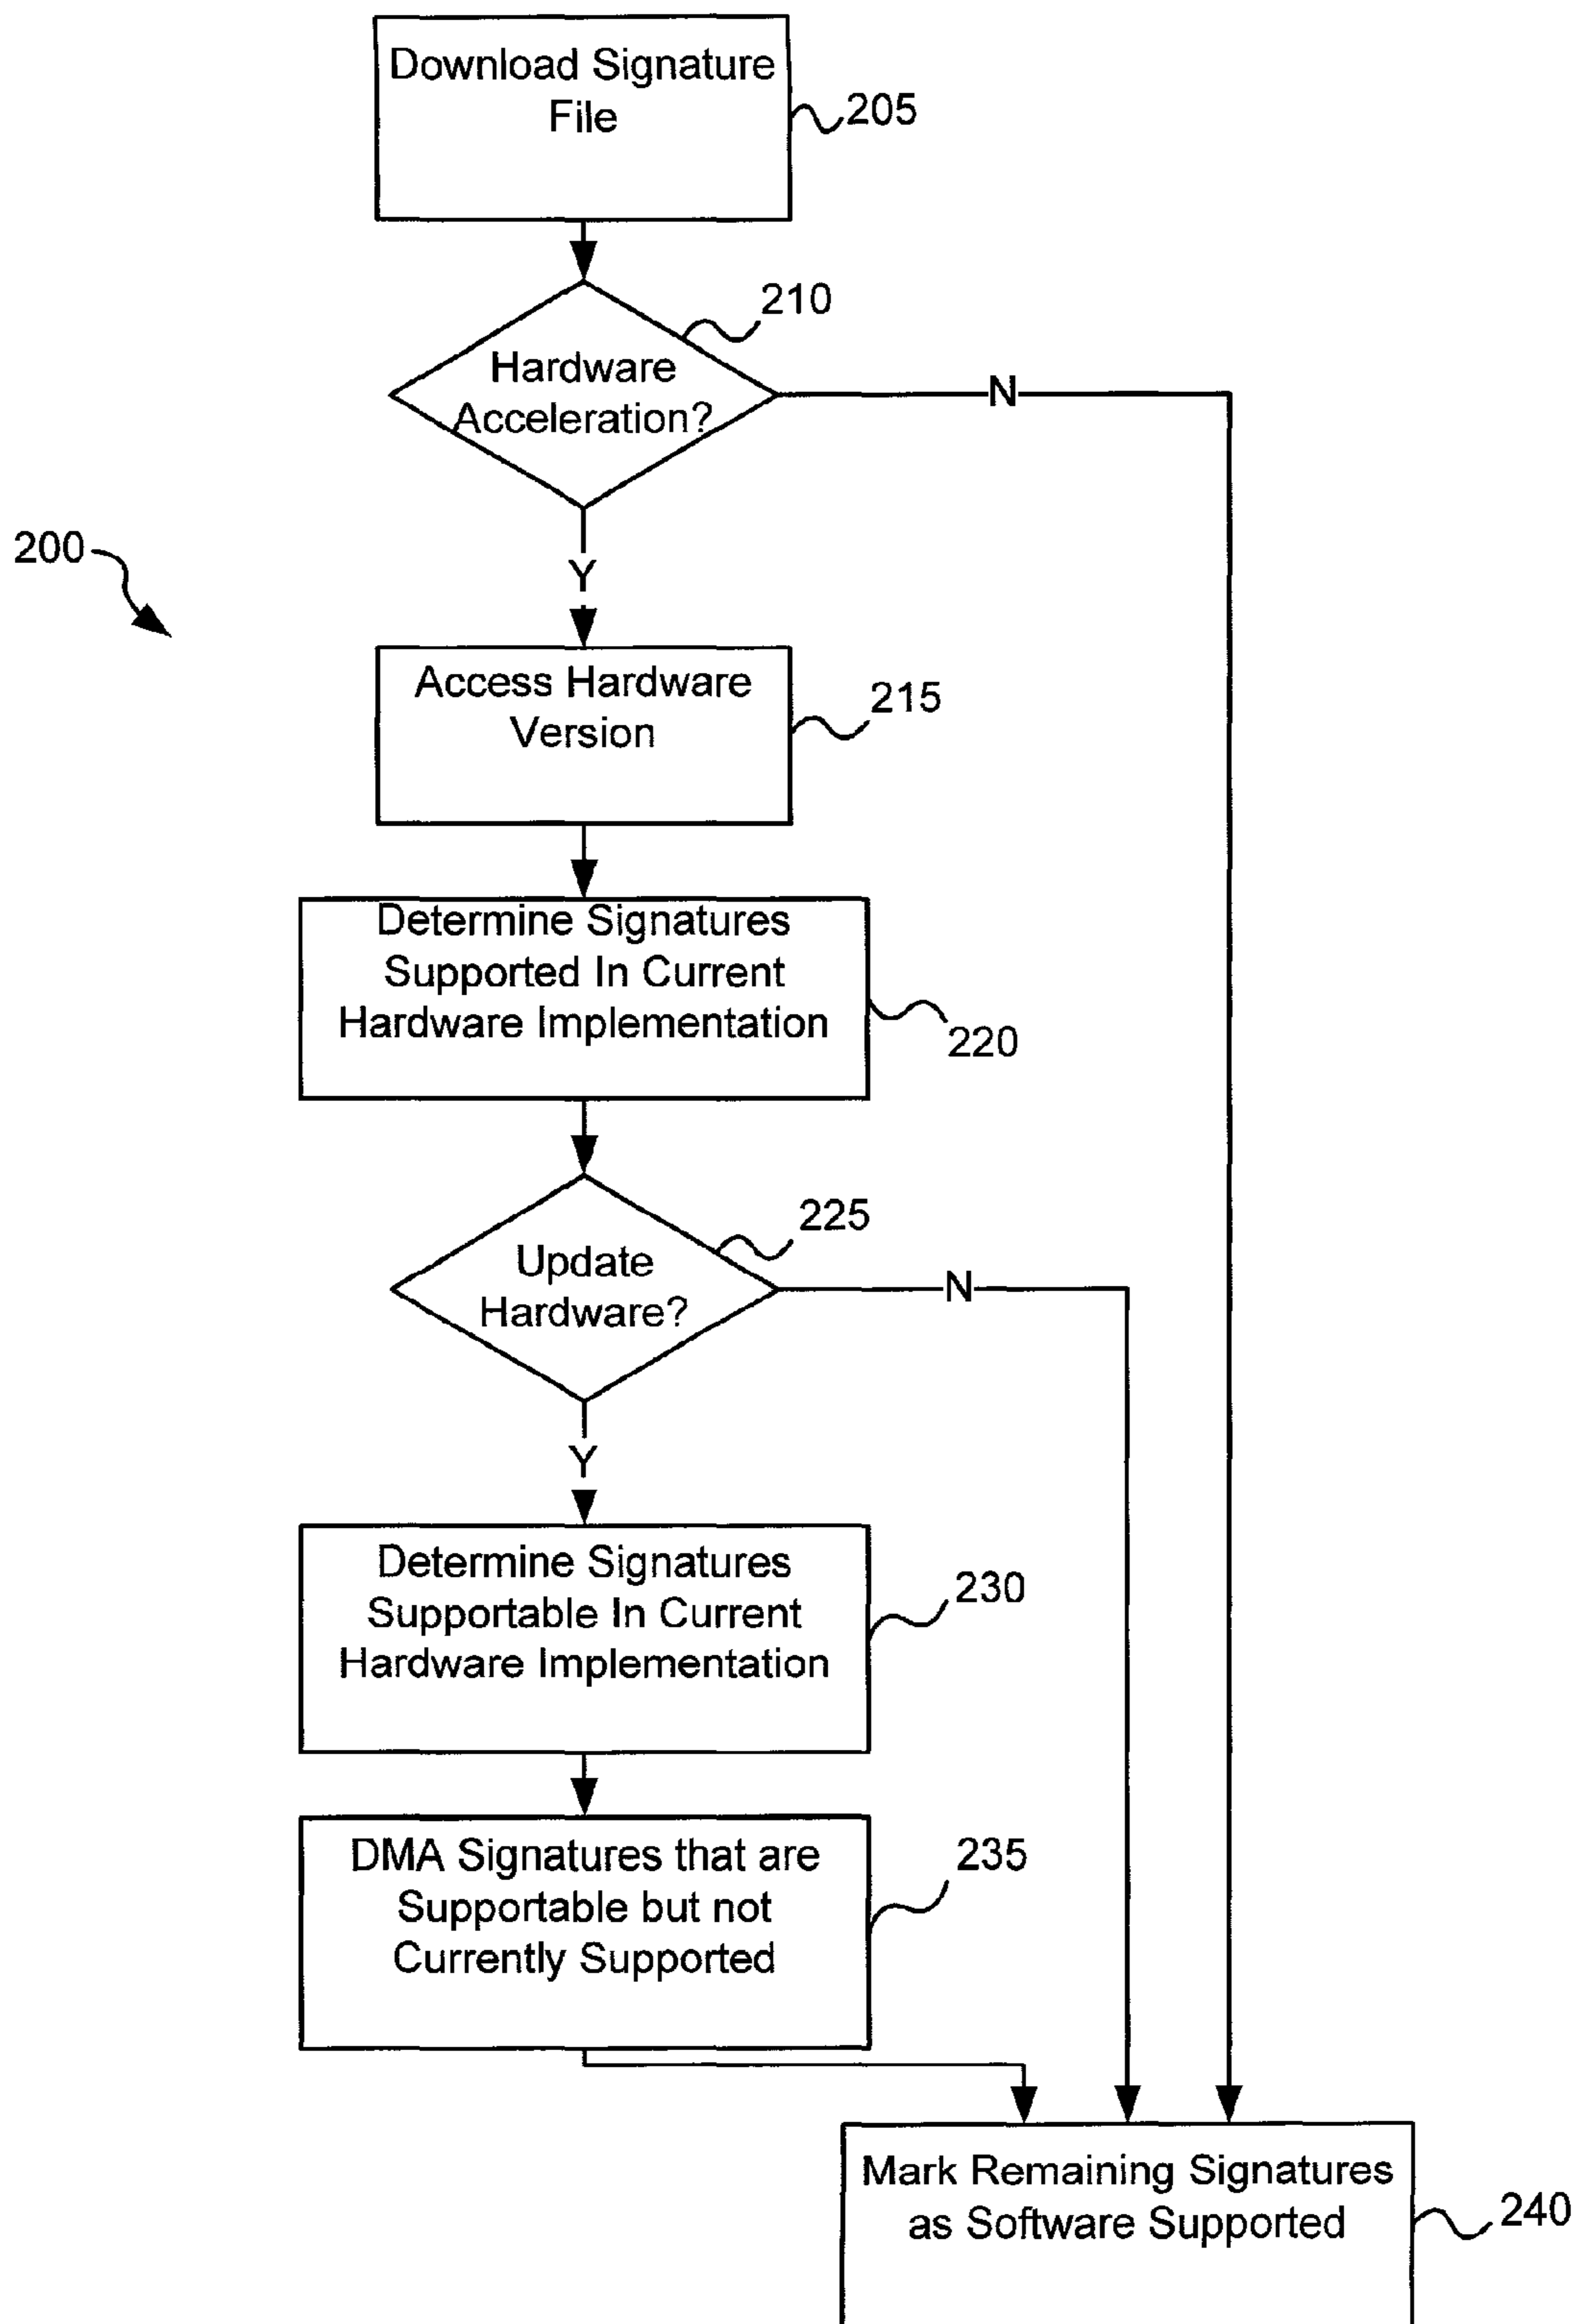 Download Signature
File
205
210
Hardware
Acceleration?
N
200
Y
Access Hardware
Version
215
Determine Signatures
Supported In Current
Hardware Implementation
220
225
Update
Hardware?
N
Y
Determine Signatures
Supportable In Current
Hardware Implementation
230
DMA Signatures that are
Supportable but not
Currently Supported
235
Mark Remaining Signatures
as Software Supported
240